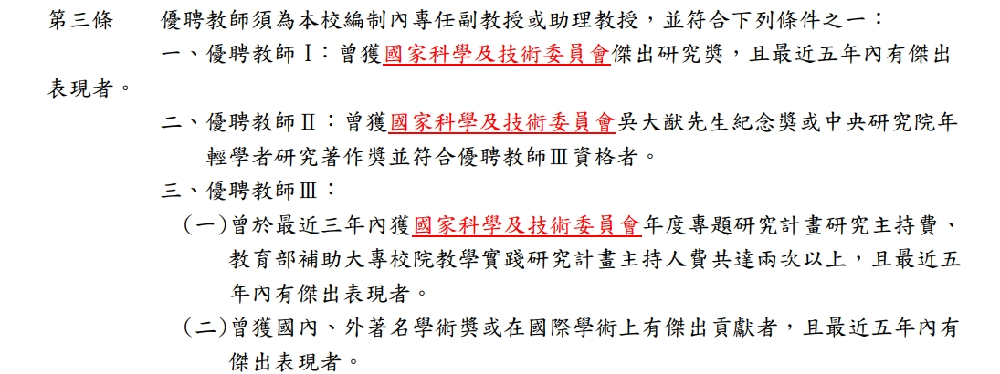 第三條 優聘教師須為本校編制內專任副教授或助理教授，並符合下列條件之一：
一、優聘教師Ⅰ：曾獲國家科學及技術委員會傑出研究獎，且最近五年內有傑出
表現者。
二、優聘教師Ⅱ：曾獲國家科學及技術委員會吳大猷先生紀念獎或中央研究院年
輕學者研究著作獎並符合優聘教師Ⅲ資格者。
三、優聘教師Ⅲ：
(一)曾於最近三年內獲國家科學及技術委員會年度專題研究計畫研究主持費、
教育部補助大專校院教學實踐研究計畫主持人費共達兩次以上，且最近五
年內有傑出表現者。
(二)曾獲國內、外著名學術獎或在國際學術上有傑出貢獻者，且最近五年內有
傑出表現者。